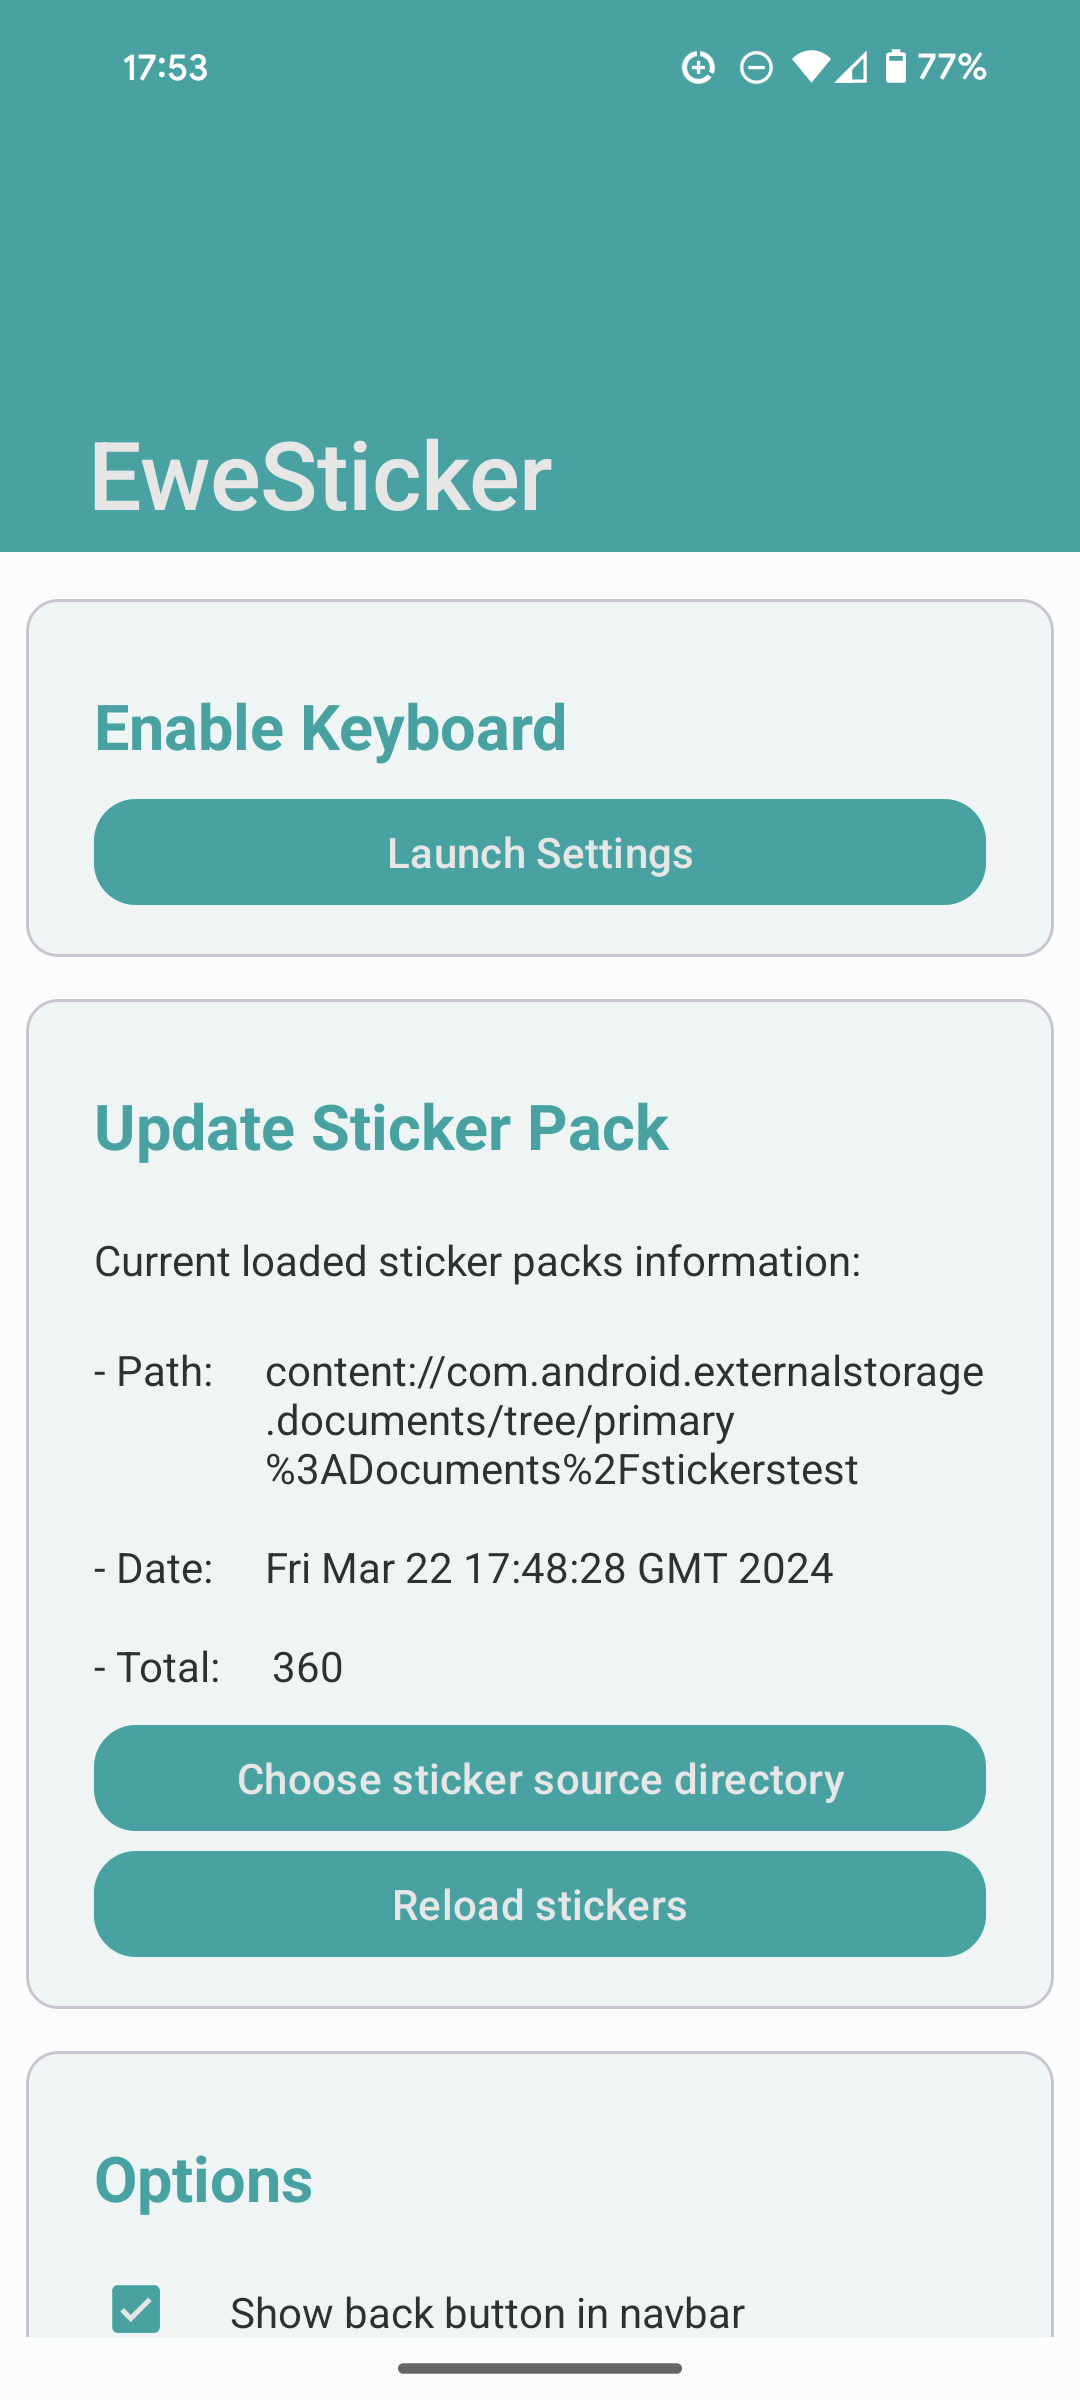 17:53
77%
EweSticker
Enable Keyboard
Launch Settings
Update Sticker Pack
Current loaded sticker packs information:
- Path: content://com.android.externalstorage
.documents/tree/primary
%3ADocuments%2Fstickerstest
- Date: Fri Mar 22 17:48:28 GMT 2024
- Total: 360
Choose sticker source directory
Reload stickers
Options
Show back button in navbar